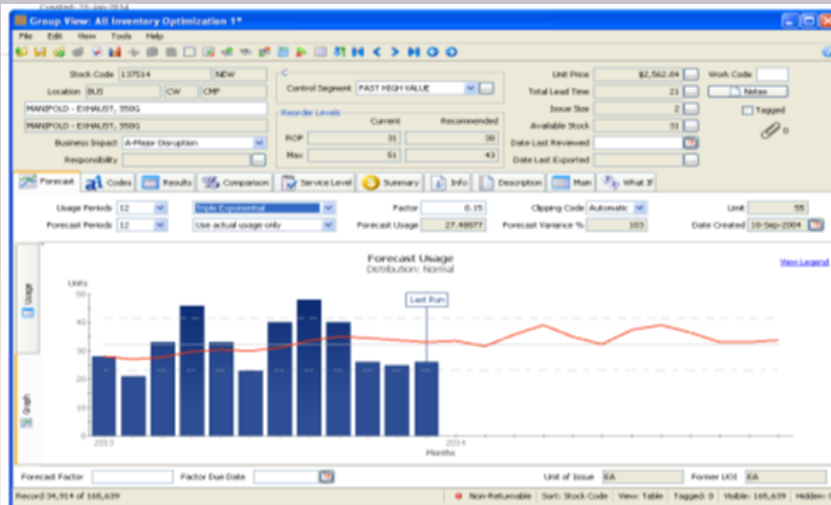 Group View: All Inventory Optimization 1*
File Edit View Tools Help
Stock Code 137514 NEW
Location BUS CW CMP
MANIFOLD - EXHAUST, 950G
MANIFOLD - EXHAUST, 950G
Business Impact A-Major Disruption
Responsibility
C
Control Segment FAST HIGH VALUE
Reorder Levels
Current Recommended
ROP 31 30
Max 51 43
Unit Price $2,562.84
Total Lead Time 21
Issue Size 2
Available Stock 31
Date Last Reviewed
Date Last Exported
Work Code
Notes
Tagged
0
Forecast Codes Results Comparison Service Level Summary Info Description Main What If
Usage Periods 12 Triple Exponential Factor 0.15 Clipping Code Automatic Limit 55
Forecast Periods 12 Use actual usage only Forecast Usage 27.48877 Forecast Variance % 103 Date Created 10-Sep-2004
Usage
Graph
Forecast Usage
Distribution: Normal
View Legend
Units
Last Run
50
40
30
20
10
0
2013 2014
Months
Forecast Factor Factor Due Date Unit of Issue EA Former UOI EA
Record 34,914 of 165,639 Non-Returnable Sort: Stock Code View: Table Tagged: 0 Visible: 165,639 Hidden: